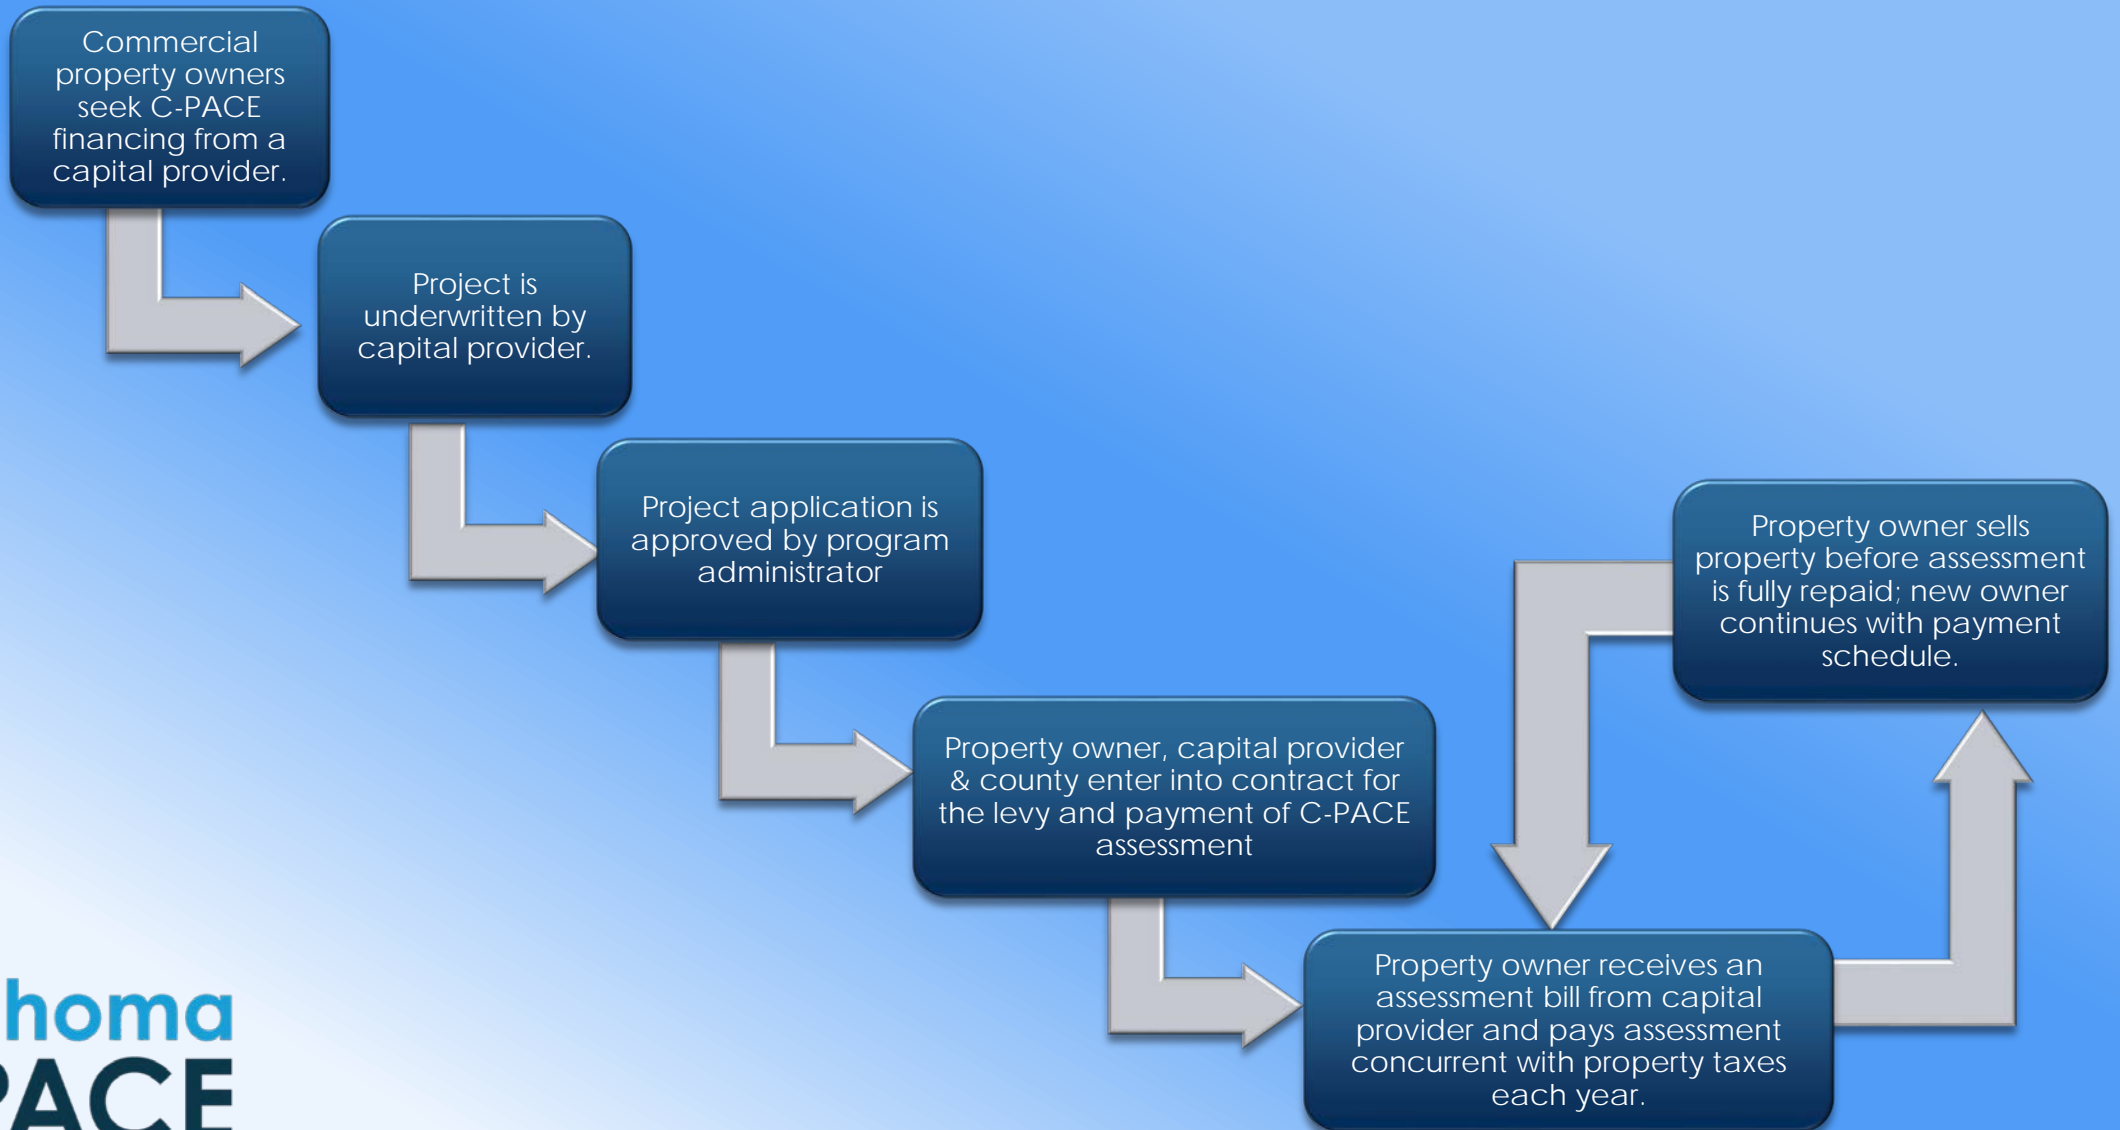 Commercial
property owners
seek C-PACE
financing from a
capital provider.
Project is
underwritten by
capital provider.
Project application is
approved by program
administrator
Property owner, capital provider
& county enter into contract for
the levy and payment of C-PACE
assessment
Property owner sells
property before assessment
is fully repaid; new owner
continues with payment
schedule.
Property owner receives an
assessment bill from capital
provider and pays assessment
concurrent with property taxes
each year.
homa
PACE